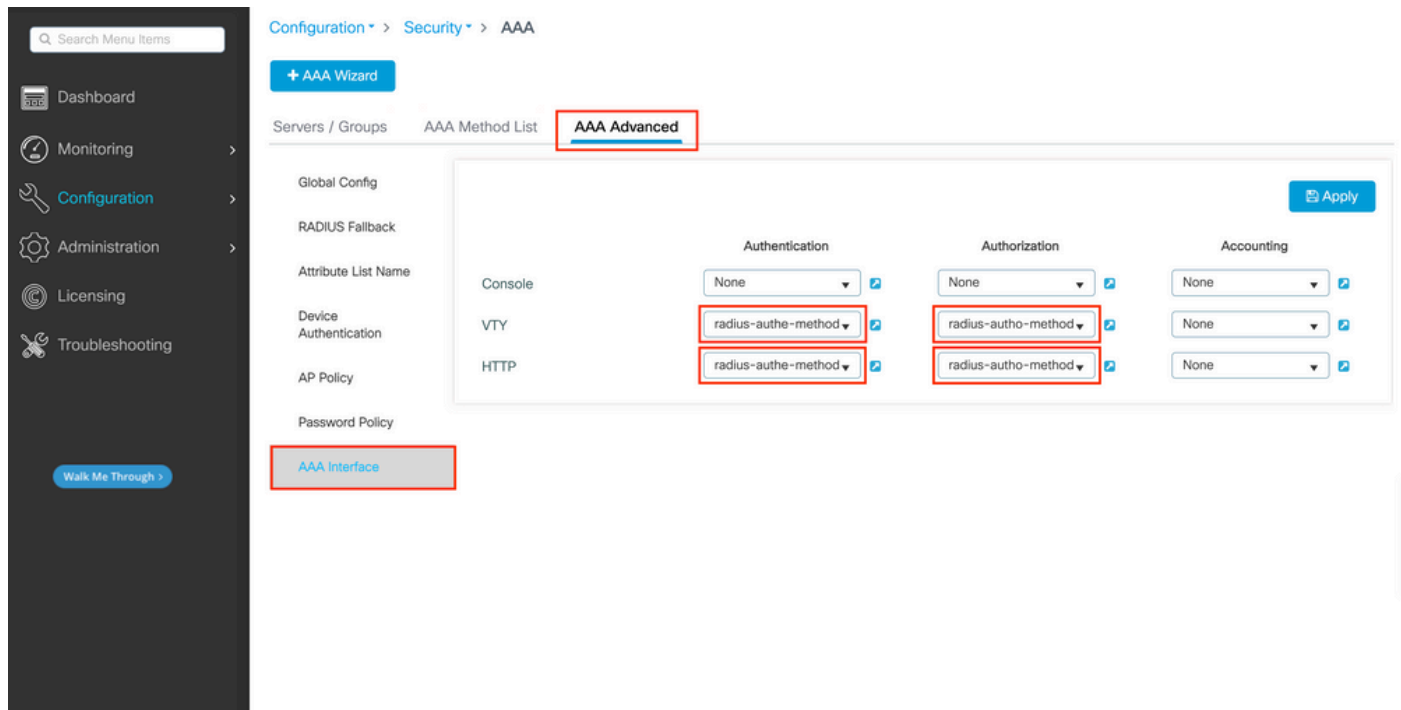 Search Menu Items
Dashboard
Monitoring
Configuration
Administration
Licensing
Troubleshooting
Walk Me Through >
Configuration > Security > AAA
+ AAA Wizard
Servers / Groups AAA Method List AAA Advanced
Global Config
RADIUS Fallback
Attribute List Name
Device
Authentication
AP Policy
Password Policy
AAA Interface
Apply
Authentication Authorization Accounting
Console None None None
VTY radius-authe-method radius-autho-method None
HTTP radius-authe-method radius-autho-method None